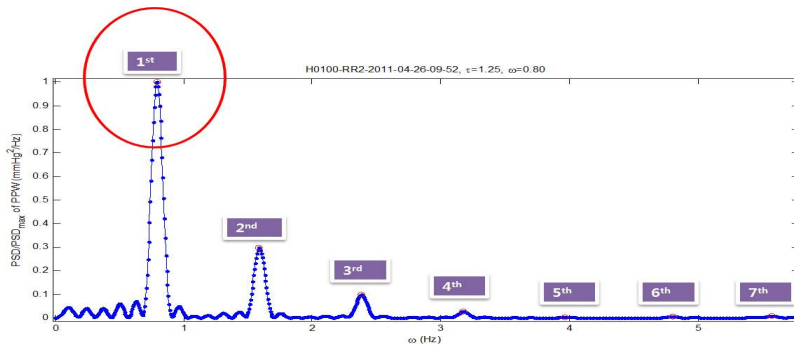 1st
H0100-RR2-2011-04-26-09-52, τ=1.25, ω=0.80
PSD/PSDmax of PPW (mmHg²/Hz)
1
0.9
0.8
0.7
0.6
0.5
0.4
0.3
0.2
0.1
0
2nd
3rd
4th
5th
6th
7th
0
1
2
3
4
5
ω (Hz)